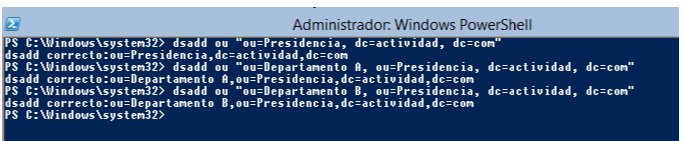 Administrador: Windows PowerShell
PS C:\Windows\system32> dsadd ou "ou=Presidencia, dc=actividad, dc=com"
dsadd correcto:ou=Presidencia,dc=actividad,dc=com
PS C:\Windows\system32> dsadd ou "ou=Departamento A, ou=Presidencia, dc=actividad, dc=com"
dsadd correcto:ou=Departamento A,ou=Presidencia,dc=actividad,dc=com
PS C:\Windows\system32> dsadd ou "ou=Departamento B, ou=Presidencia, dc=actividad, dc=com"
dsadd correcto:ou=Departamento B,ou=Presidencia,dc=actividad,dc=com
PS C:\Windows\system32>